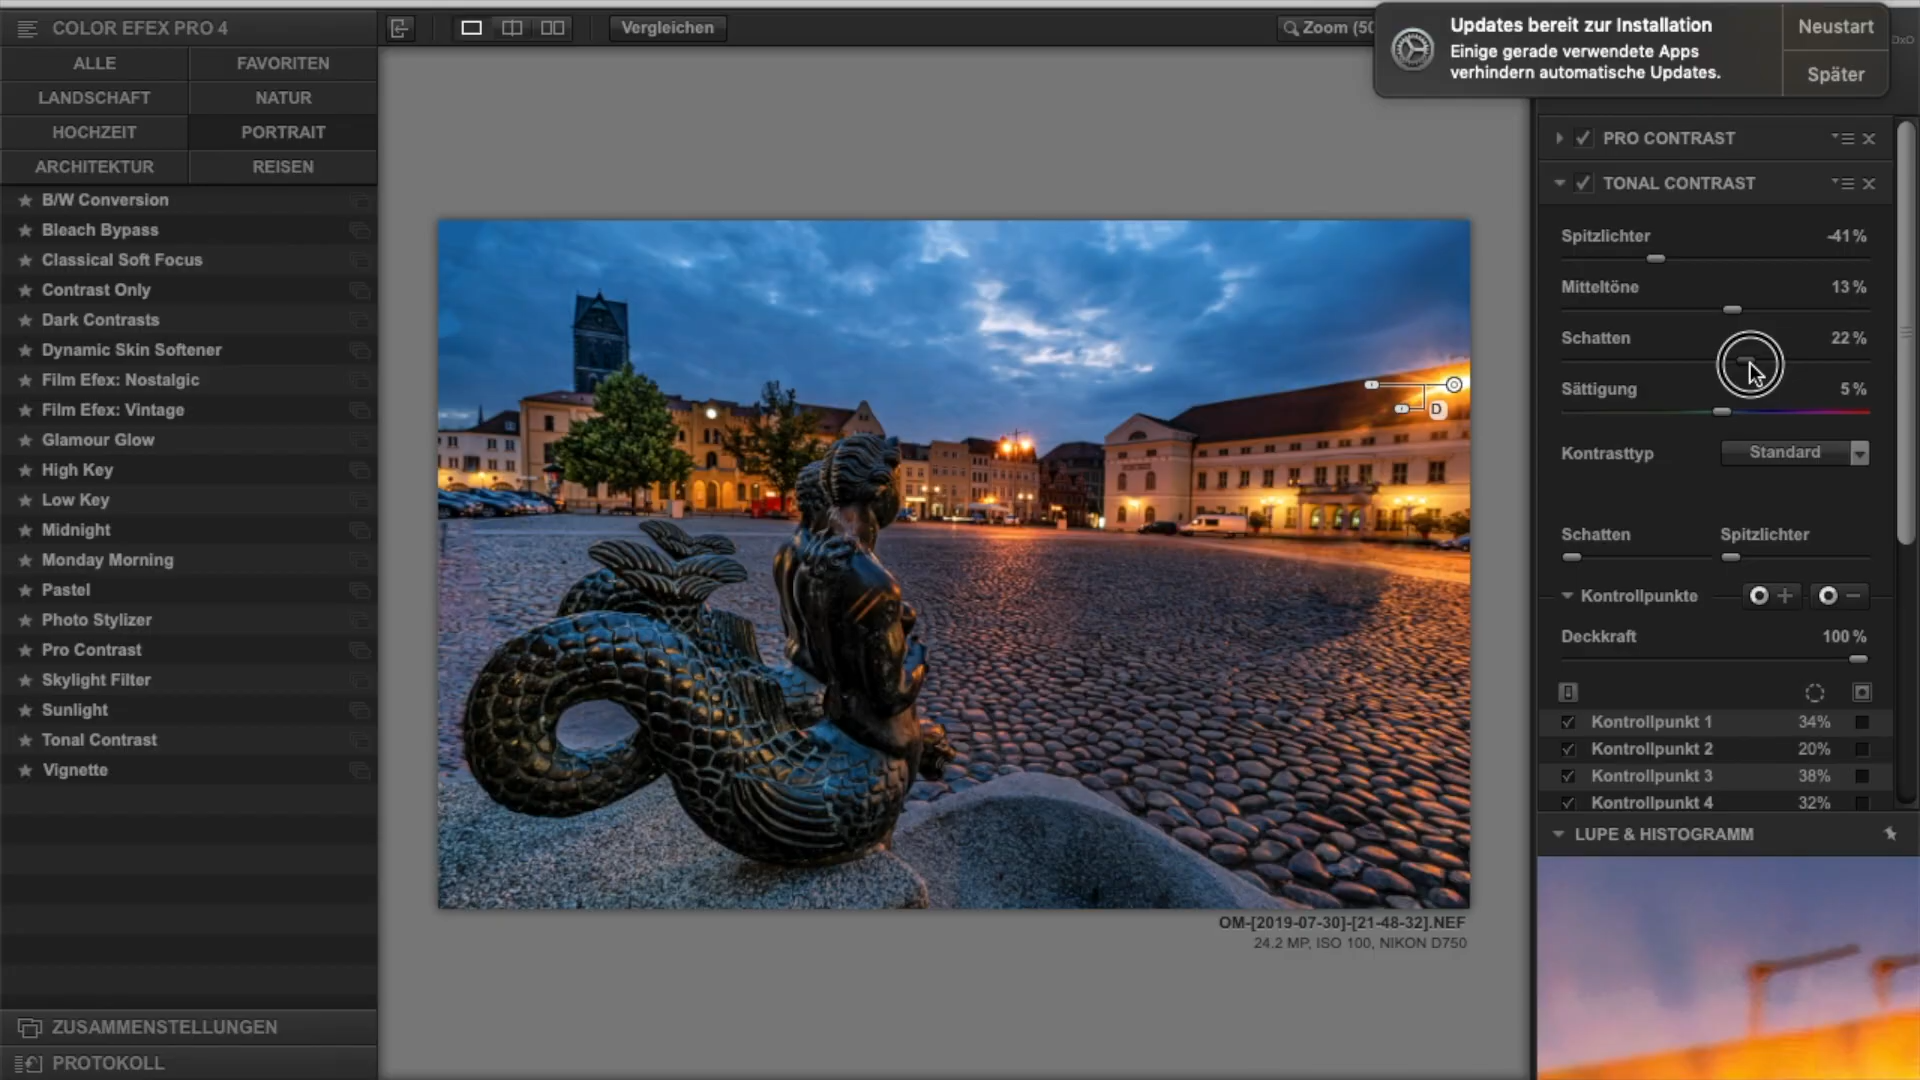 COLOR EFEX PRO 4
ALLE
FAVORITEN
LANDSCHAFT
NATUR
HOCHZEIT
PORTRAIT
ARCHITEKTUR
REISEN
B/W Conversion
Bleach Bypass
Classical Soft Focus
Contrast Only
Dark Contrasts
Dynamic Skin Softener
Film Efex: Nostalgic
Film Efex: Vintage
Glamour Glow
High Key
Low Key
Midnight
Monday Morning
Pastel
Photo Stylizer
Pro Contrast
Skylight Filter
Sunlight
Tonal Contrast
Vignette
ZUSAMMENSTELLUNGEN
PROTOKOLL
Vergleichen
Zoom (50
Updates bereit zur Installation
Einige gerade verwendete Apps
verhindern automatische Updates.
Neustart
Später
DxO
D
OM-[2019-07-30]-[21-48-32].NEF
24.2 MP, ISO 100, NIKON D750
PRO CONTRAST
TONAL CONTRAST
Spitzlichter -41%
Mitteltöne 13%
Schatten 22%
Sättigung 5%
Kontrasttyp Standard
Schatten Spitzlichter
Kontrollpunkte
Deckkraft 100%
Kontrollpunkt 1 34%
Kontrollpunkt 2 20%
Kontrollpunkt 3 38%
Kontrollpunkt 4 32%
LUPE & HISTOGRAMM